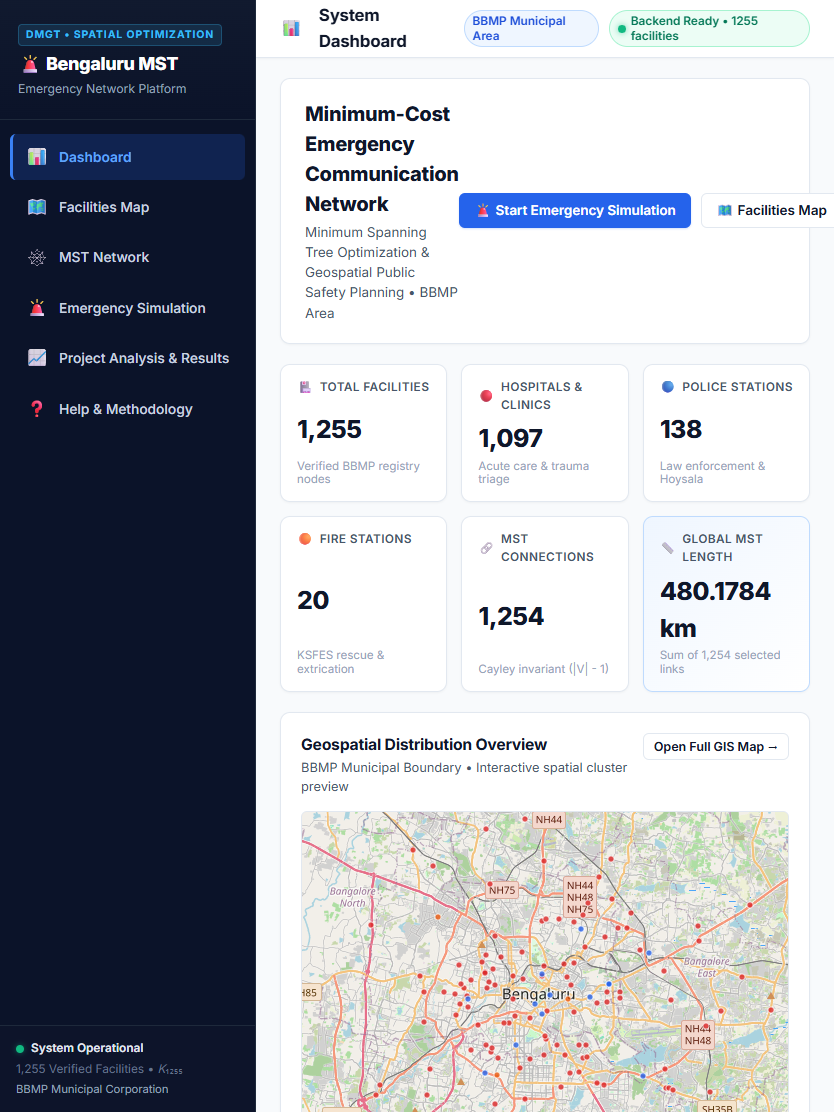 DMGT • SPATIAL OPTIMIZATION
Bengaluru MST
Emergency Network Platform
Dashboard
Facilities Map
MST Network
Emergency Simulation
Project Analysis & Results
Help & Methodology
System Operational
1,255 Verified Facilities • K₁₂₅₅
BBMP Municipal Corporation
System
Dashboard
BBMP Municipal
Area
Backend Ready • 1255
facilities
Minimum-Cost
Emergency
Communication
Network
Minimum Spanning
Tree Optimization &
Geospatial Public
Safety Planning • BBMP
Area
Start Emergency Simulation
Facilities Map
TOTAL FACILITIES
1,255
Verified BBMP registry
nodes
HOSPITALS &
CLINICS
1,097
Acute care & trauma
triage
POLICE STATIONS
138
Law enforcement &
Hoysala
FIRE STATIONS
20
KSFES rescue &
extrication
MST
CONNECTIONS
1,254
Cayley invariant (|V| - 1)
GLOBAL MST
LENGTH
480.1784
km
Sum of 1,254 selected
links
Geospatial Distribution Overview
BBMP Municipal Boundary • Interactive spatial cluster
preview
Open Full GIS Map →
NH44
NH75
NH44
NH48
NH75
Bangalore
North
Bangalore
East
H85
Bengaluru
NH44
NH48
SH35B